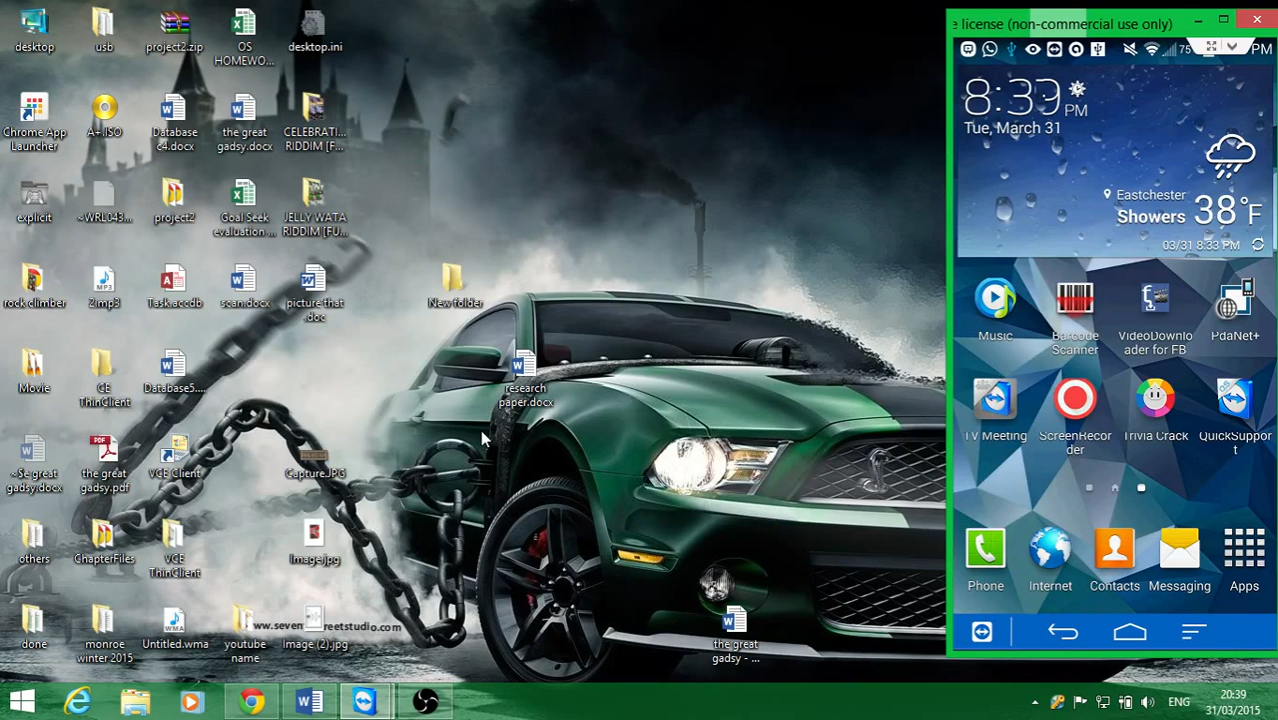 desktop
usb
project2.zip
OS
HOMEWO...
desktop.ini
Chrome App
Launcher
A+.ISO
Database
c4.docx
the great
gadsy.docx
CELEBRATI...
RIDDIM [F...
explicit
~WRL043...
project2
Goal Seek
evaluation ...
JELLY WATA
RIDDIM [FU...
rock climber
2.mp3
Task.accdb
scan.docx
picture that
.doc
New folder
Movie
CE
ThinClient
Database5....
research
paper.docx
~$e great
gadsy.docx
the great
gadsy.pdf
VCE Client
Capture.JPG
others
ChapterFiles
VCE
ThinClient
Image.jpg
done
monroe
winter 2015
Untitled.wma
youtube
name
Image (2).jpg
the great
gadsy - ...
e license (non-commercial use only)
75
PM
8:39
PM
Tue, March 31
Eastchester
Showers 38°F
03/31 8:33 PM
Music
Barcode
Scanner
VideoDownlo
ader for FB
PdaNet+
TV Meeting
ScreenRecor
der
Trivia Crack
QuickSuppor
t
Phone
Internet
Contacts
Messaging
Apps
ENG
20:39
31/03/2015